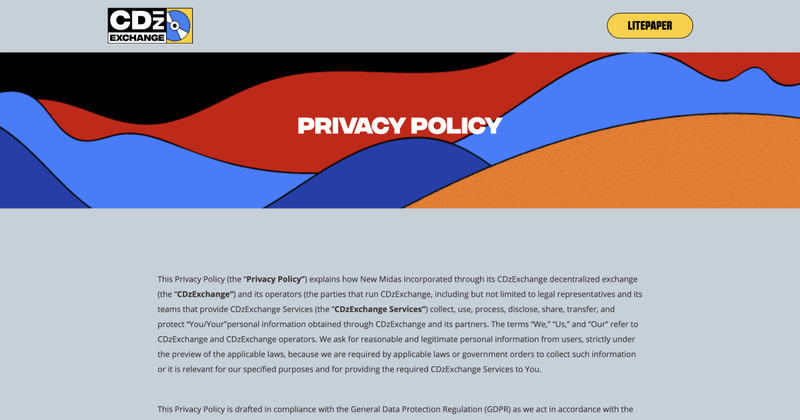 CDz
EXCHANGE
LITEPAPER
PRIVACY POLICY
This Privacy Policy (the “Privacy Policy”) explains how New Midas Incorporated through its CDzExchange decentralized exchange
(the “CDzExchange”) and its operators (the parties that run CDzExchange, including but not limited to legal representatives and its
teams that provide CDzExchange Services (the “CDzExchange Services”) collect, use, process, disclose, share, transfer, and
protect “You/Your”personal information obtained through CDzExchange and its partners. The terms “We,” “Us,” and “Our” refer to
CDzExchange and CDzExchange operators. We ask for reasonable and legitimate personal information from users, strictly under
the preview of the applicable laws, because we are required by applicable laws or government orders to collect such information
or it is relevant for our specified purposes and for providing the required CDzExchange Services to You.
This Privacy Policy is drafted in compliance with the General Data Protection Regulation (GDPR) as we act in accordance with the